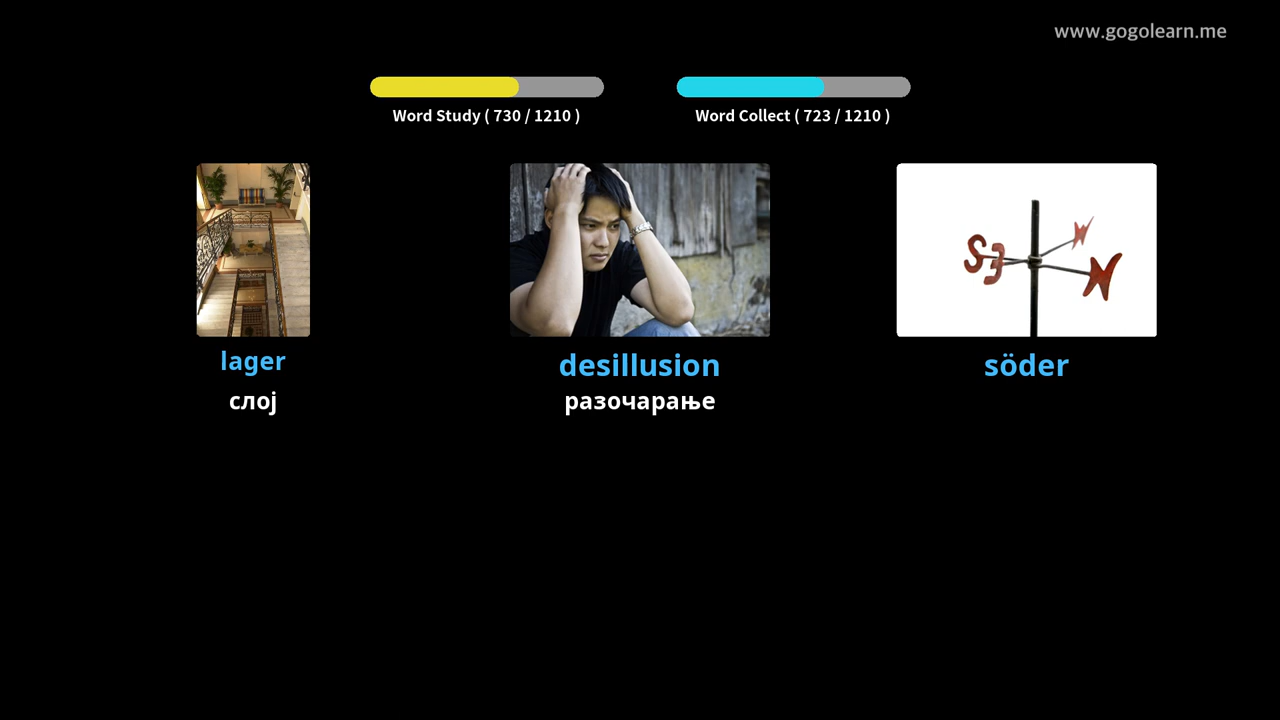 www.gogolearn.me
Word Study ( 730 / 1210 )
Word Collect ( 723 / 1210 )
lager
слој
desillusion
разочарање
söder
S
E
N
W